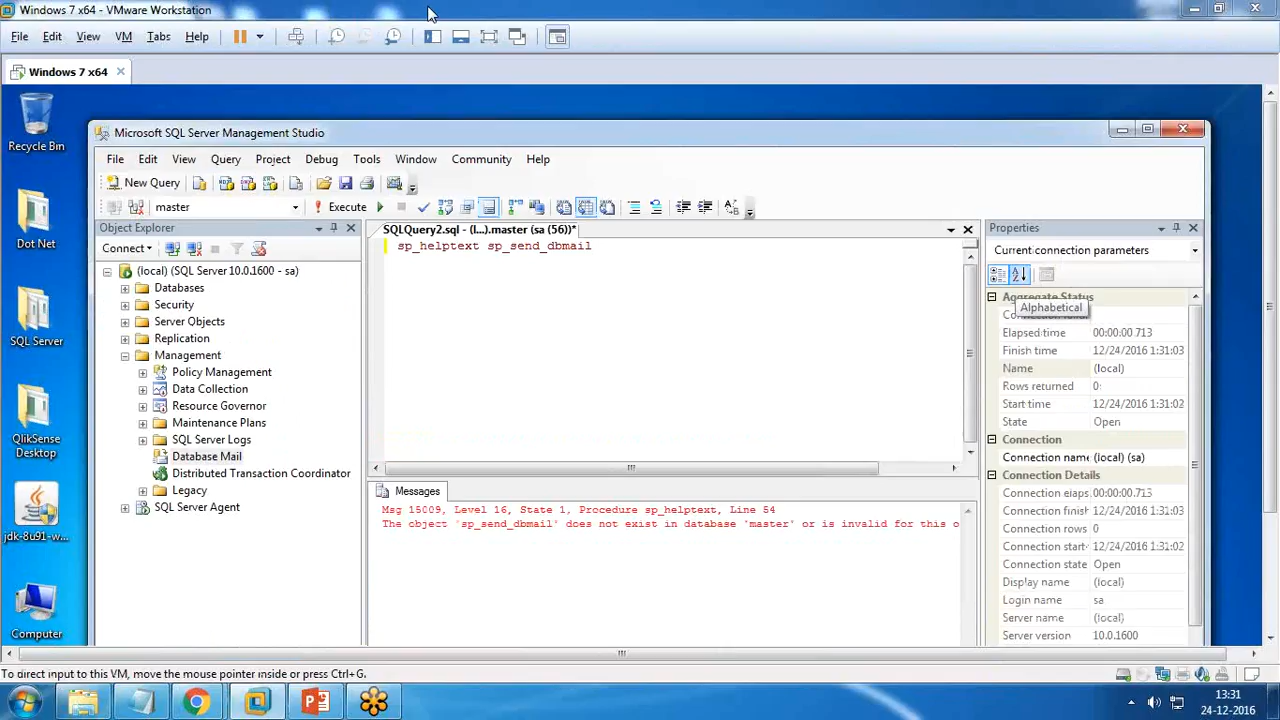 Windows 7 x64 - VMware Workstation
File Edit View VM Tabs Help
Windows 7 x64
Recycle Bin
Dot Net
SQL Server
QlikSense
Desktop
jdk-8u91-w...
Computer
Microsoft SQL Server Management Studio
File Edit View Query Project Debug Tools Window Community Help
New Query
master
Execute
Object Explorer
Connect
(local) (SQL Server 10.0.1600 - sa)
Databases
Security
Server Objects
Replication
Management
Policy Management
Data Collection
Resource Governor
Maintenance Plans
SQL Server Logs
Database Mail
Distributed Transaction Coordinator
Legacy
SQL Server Agent
SQLQuery2.sql - (l...).master (sa (56))*
sp_helptext sp_send_dbmail
Messages
Msg 15009, Level 16, State 1, Procedure sp_helptext, Line 54
The object 'sp_send_dbmail' does not exist in database 'master' or is invalid for this o
Properties
Current connection parameters
Aggregate Status
Alphabetical
Elapsed time 00:00:00.713
Finish time 12/24/2016 1:31:03
Name (local)
Rows returned 0
Start time 12/24/2016 1:31:02
State Open
Connection
Connection name (local) (sa)
Connection Details
Connection elaps 00:00:00.713
Connection finish 12/24/2016 1:31:03
Connection rows 0
Connection start 12/24/2016 1:31:02
Connection state Open
Display name (local)
Login name sa
Server name (local)
Server version 10.0.1600
To direct input to this VM, move the mouse pointer inside or press Ctrl+G.
13:31
24-12-2016